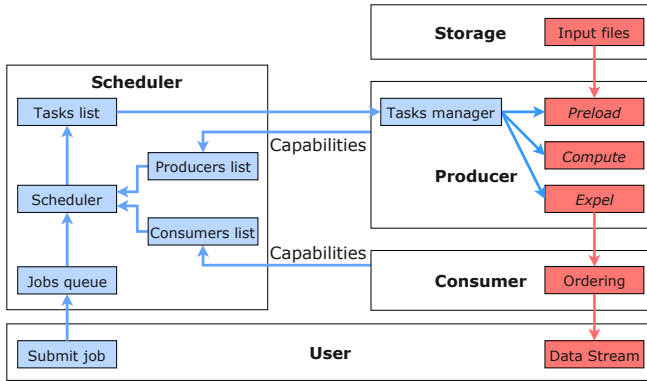 Storage
Input files
Scheduler
Tasks list
Tasks manager
Preload
Capabilities
Producers list
Compute
Producer
Scheduler
Expel
Consumers list
Capabilities
Jobs queue
Consumer
Ordering
Submit job
User
Data Stream